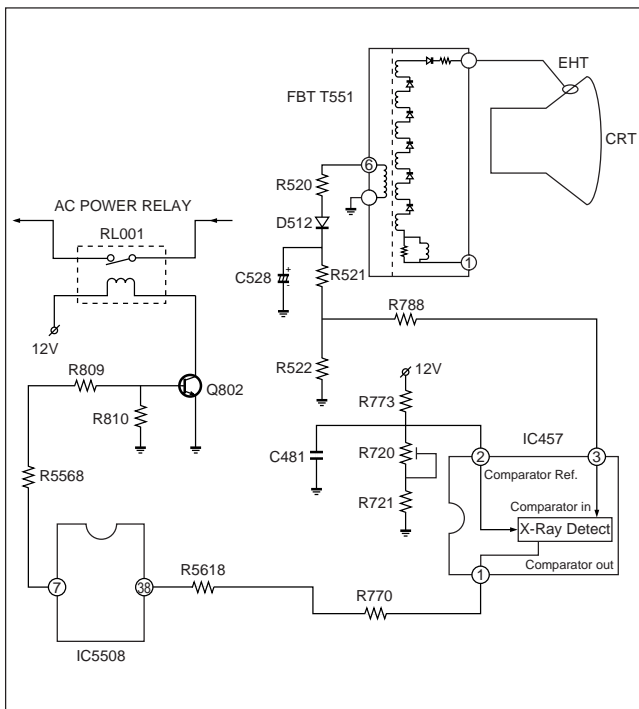 EHT
FBT T551
CRT
6
R520
AC POWER RELAY
RL001
D512
C528
+
-
R521
1
R788
12V
R522
12V
R809
Q802
R773
R810
IC457
C481
R720
2
3
Comparator Ref.
R5568
R721
Comparator in
X-Ray Detect
Comparator out
1
R5618
7
38
R770
IC5508